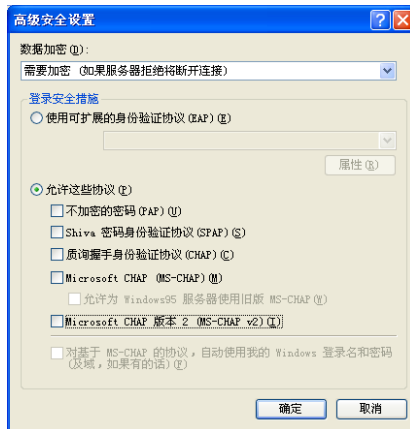 高级安全设置
数据加密(D):
需要加密 (如果服务器拒绝将断开连接)
登录安全措施
使用可扩展的身份验证协议(EAP)(E)
属性(R)
允许这些协议(P)
不加密的密码(PAP)(U)
Shiva 密码身份验证协议(SPAP)(S)
质询握手身份验证协议(CHAP)(C)
Microsoft CHAP (MS-CHAP)(M)
允许为 Windows95 服务器使用旧版 MS-CHAP(W)
Microsoft CHAP 版本 2 (MS-CHAP v2)(I)
对基于 MS-CHAP 的协议,自动使用我的 Windows 登录名和密码
(及域,如果有的话)(F)
确定 取消